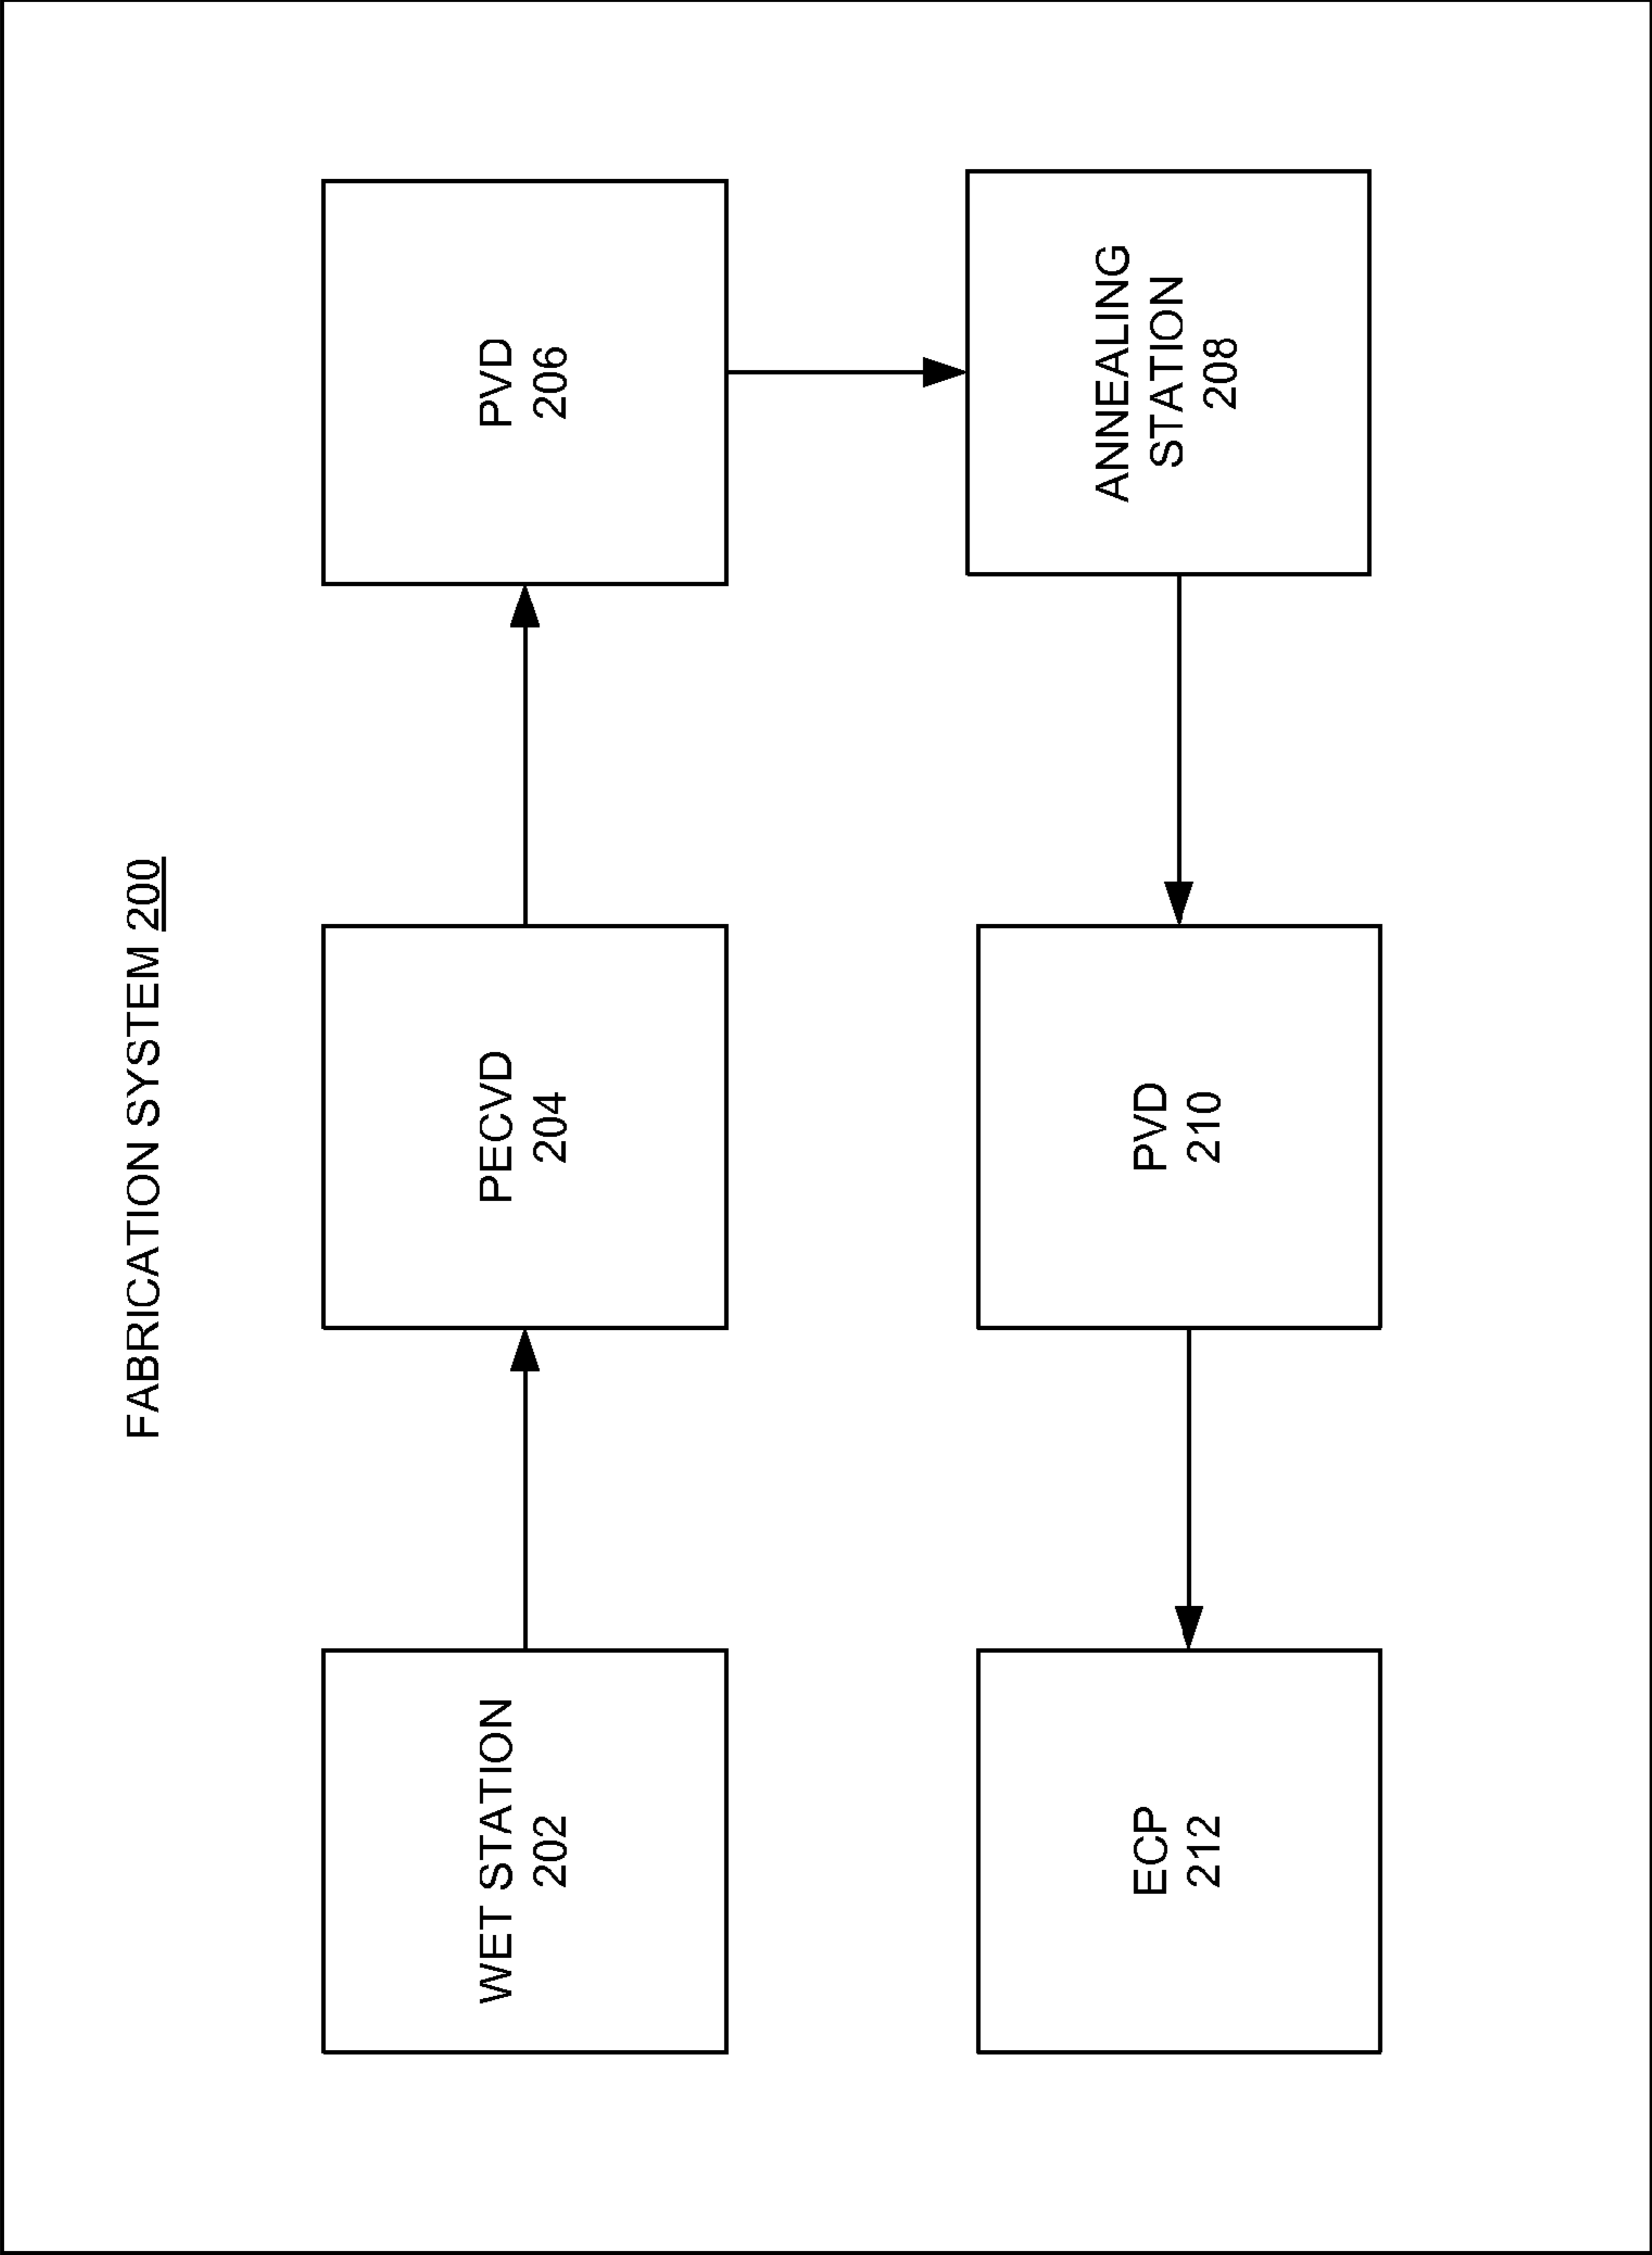 FABRICATION SYSTEM 200
WET STATION
202
PECVD
204
PVD
206
ANNEALING
STATION
208
PVD
210
ECP
212